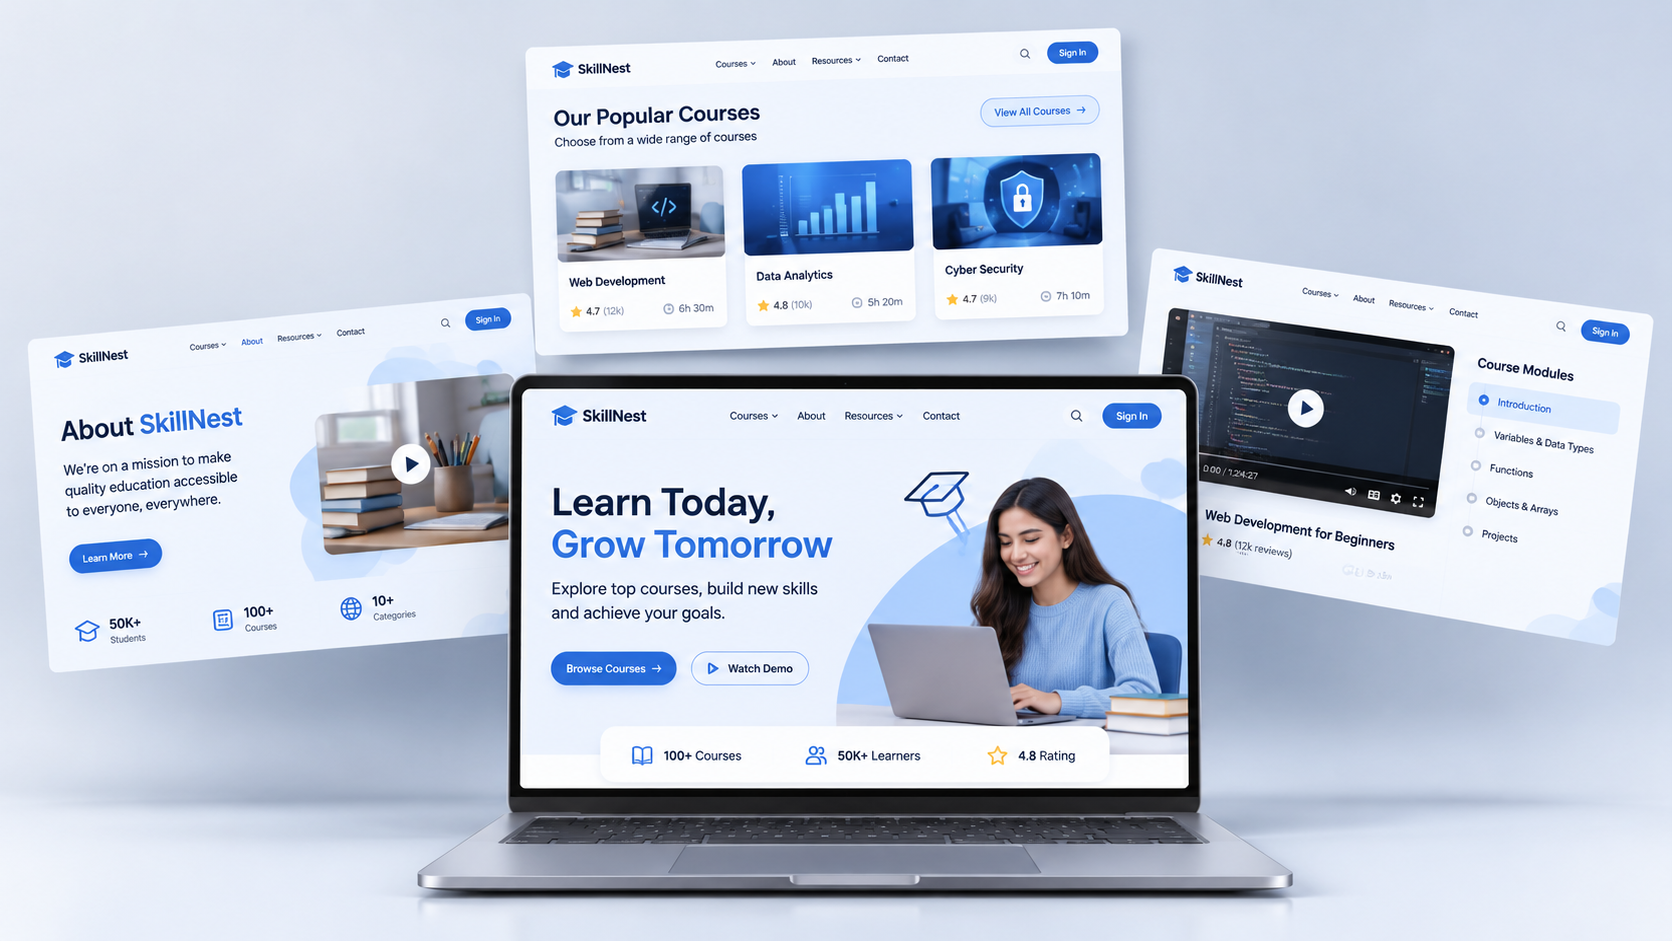 SkillNest
Courses
About
Resources
Contact
Sign In
Our Popular Courses
Choose from a wide range of courses
View All Courses
Web Development
4.7 (12k)
6h 30m
Data Analytics
4.8 (10k)
5h 20m
Cyber Security
4.7 (9k)
7h 10m
SkillNest
Courses
About
Resources
Contact
Sign In
About SkillNest
We're on a mission to make
quality education accessible
to everyone, everywhere.
Learn More
50K+
Students
100+
Courses
10+
Categories
SkillNest
Courses
About
Resources
Contact
Sign In
Learn Today,
Grow Tomorrow
Explore top courses, build new skills
and achieve your goals.
Browse Courses
Watch Demo
100+ Courses
50K+ Learners
4.8 Rating
SkillNest
Courses
About
Resources
Contact
Sign In
Course Modules
Introduction
Variables & Data Types
Functions
Objects & Arrays
Projects
Web Development for Beginners
4.8 (12k reviews)